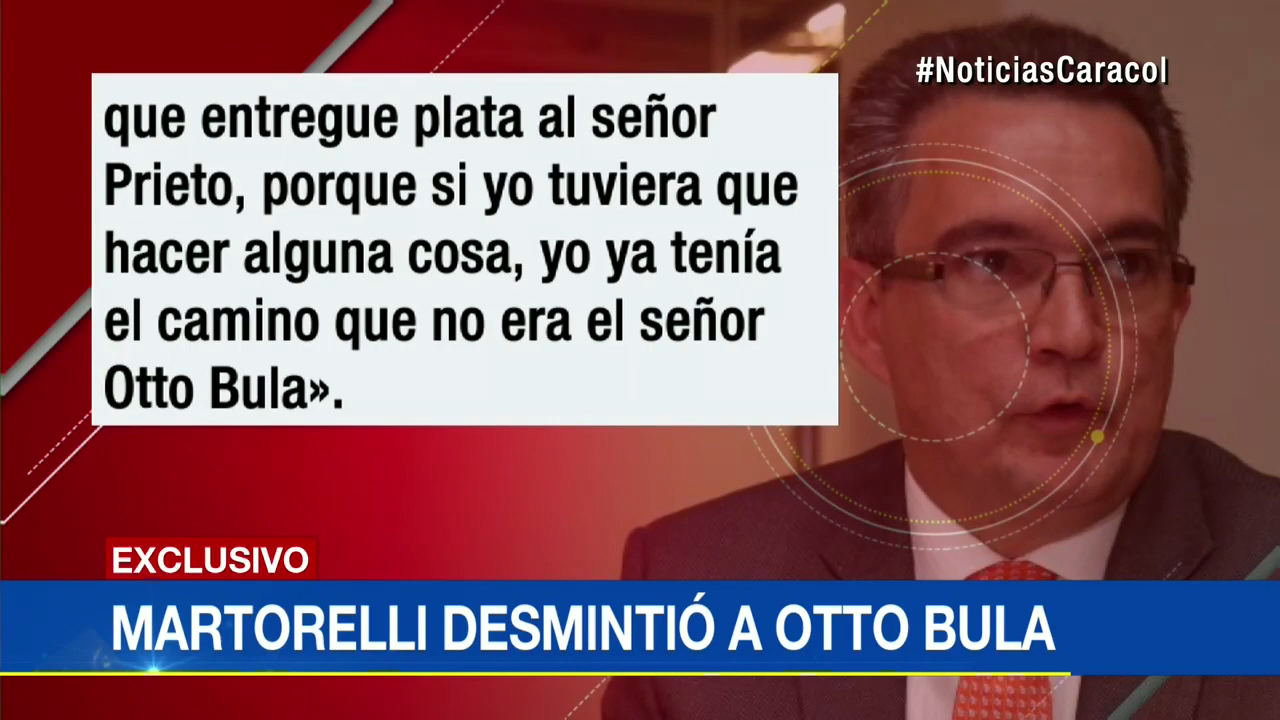 #NoticiasCaracol
que entregue plata al señor
Prieto, porque si yo tuviera que
hacer alguna cosa, yo ya tenía
el camino que no era el señor
Otto Bula».
EXCLUSIVO
MARTORELLI DESMINTIÓ A OTTO BULA